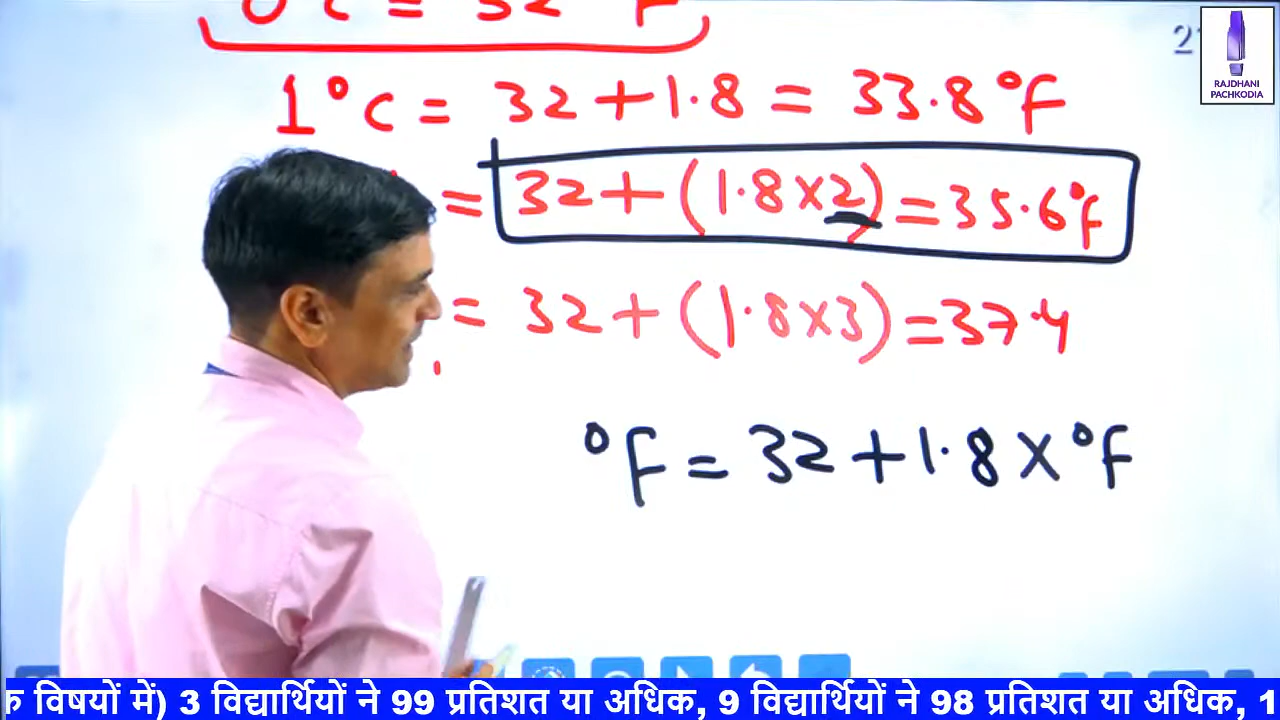 0°C = 32°F
1°C = 32 + 1.8 = 33.8°F
= 32 + (1.8 × 2) = 35.6°F
= 32 + (1.8 × 3) = 37.4
°F = 32 + 1.8 × °F
RAJDHANI
PACHKODIA
विषयों में) 3 विद्यार्थियों ने 99 प्रतिशत या अधिक, 9 विद्यार्थियों ने 98 प्रतिशत या अधिक, 1